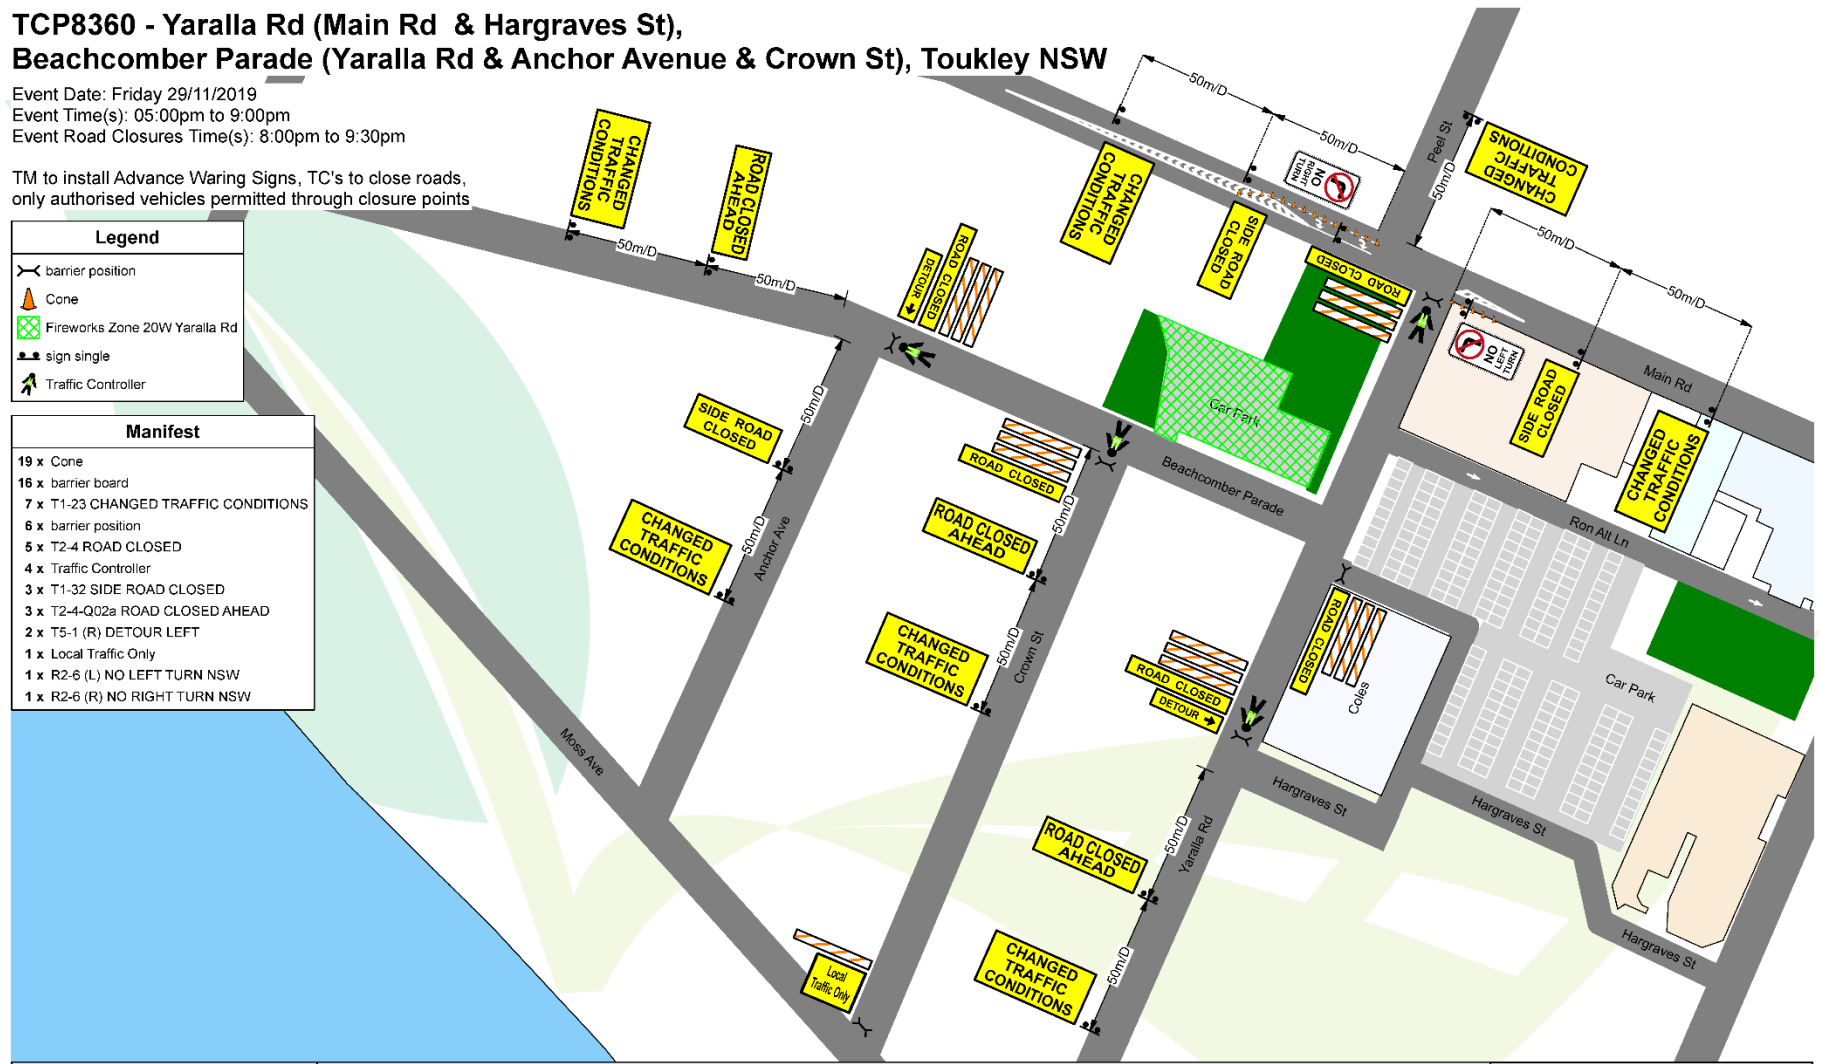 TCP8360 - Yaralla Rd (Main Rd & Hargraves St),
Beachcomber Parade (Yaralla Rd & Anchor Avenue & Crown St), Toukley NSW
Event Date: Friday 29/11/2019
Event Time(s): 05:00pm to 9:00pm
Event Road Closures Time(s): 8:00pm to 9:30pm
TM to install Advance Waring Signs, TC's to close roads,
only authorised vehicles permitted through closure points
Legend
barrier position
Cone
Fireworks Zone 20W Yaralla Rd
sign single
Traffic Controller
Manifest
19 x Cone
16 x barrier board
7 x T1-23 CHANGED TRAFFIC CONDITIONS
6 x barrier position
5 x T2-4 ROAD CLOSED
4 x Traffic Controller
3 x T1-32 SIDE ROAD CLOSED
3 x T2-4-Q02a ROAD CLOSED AHEAD
2 x T5-1 (R) DETOUR LEFT
1 x Local Traffic Only
1 x R2-6 (L) NO LEFT TURN NSW
1 x R2-6 (R) NO RIGHT TURN NSW
CHANGED
TRAFFIC
CONDITIONS
ROAD CLOSED
AHEAD
50m/D
50m/D
DETOUR
ROAD CLOSED
CHANGED
TRAFFIC
CONDITIONS
50m/D
50m/D
NO
RIGHT
TURN
SIDE ROAD
CLOSED
Peel St
50m/D
CHANGED
TRAFFIC
CONDITIONS
ROAD CLOSED
50m/D
50m/D
NO
LEFT
TURN
Main Rd
SIDE ROAD
CLOSED
CHANGED
TRAFFIC
CONDITIONS
Car Park
Beachcomber Parade
Ron Alt Ln
SIDE ROAD
CLOSED
50m/D
CHANGED
TRAFFIC
CONDITIONS
50m/D
Anchor Ave
ROAD CLOSED
ROAD CLOSED
AHEAD
50m/D
CHANGED
TRAFFIC
CONDITIONS
50m/D
Crown St
ROAD CLOSED
DETOUR
ROAD CLOSED
Coles
Car Park
Moss Ave
Hargraves St
Hargraves St
Hargraves St
ROAD CLOSED
AHEAD
50m/D
Yaralla Rd
CHANGED
TRAFFIC
CONDITIONS
50m/D
Local
Traffic Only